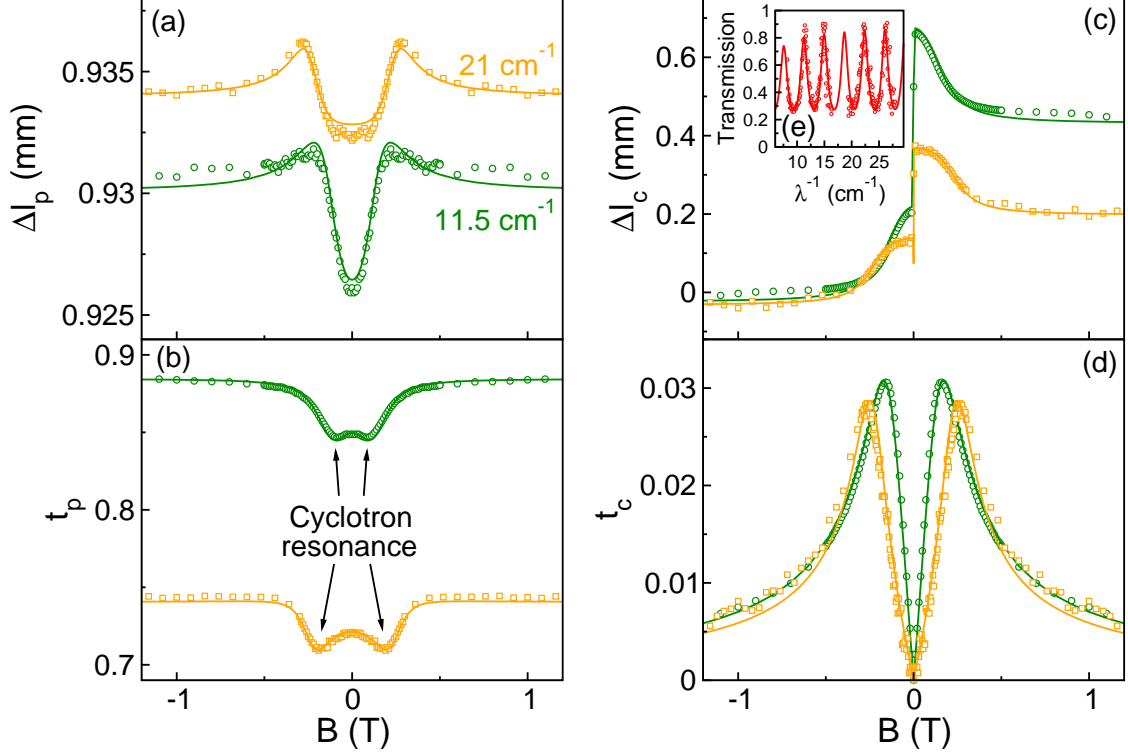 (a)
21 cm⁻¹
0.935
0.93
0.925
Δl_p (mm)
11.5 cm⁻¹
(b)
0.9
0.8
0.7
t_p
Cyclotron
resonance
-1 0 1
B (T)
(c)
0.6
0.4
0.2
0
Δl_c (mm)
1
0.8
0.6
0.4
0.2
0
Transmission
(e)
10 15 20 25
λ⁻¹ (cm⁻¹)
(d)
0.03
0.02
0.01
0
t_c
-1 0 1
B (T)